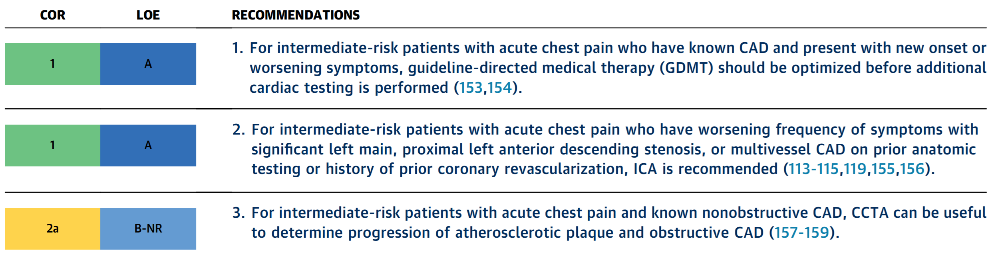 COR LOE RECOMMENDATIONS
1 A 1. For intermediate-risk patients with acute chest pain who have known CAD and present with new onset or
worsening symptoms, guideline-directed medical therapy (GDMT) should be optimized before additional
cardiac testing is performed (153,154).
1 A 2. For intermediate-risk patients with acute chest pain who have worsening frequency of symptoms with
significant left main, proximal left anterior descending stenosis, or multivessel CAD on prior anatomic
testing or history of prior coronary revascularization, ICA is recommended (113-115,119,155,156).
2a B-NR 3. For intermediate-risk patients with acute chest pain and known nonobstructive CAD, CCTA can be useful
to determine progression of atherosclerotic plaque and obstructive CAD (157-159).